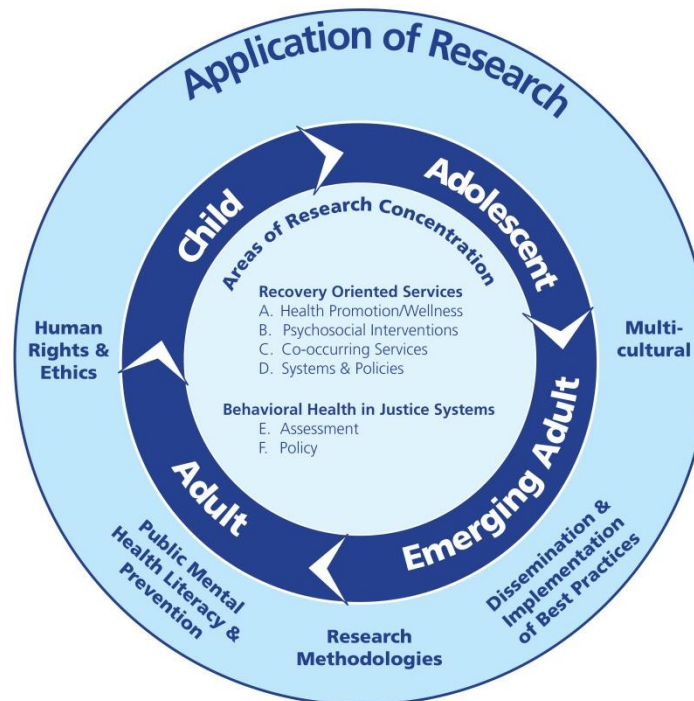 Application of Research
Child
Adolescent
Emerging Adult
Adult
Areas of Research Concentration
Recovery Oriented Services
A. Health Promotion/Wellness
B. Psychosocial Interventions
C. Co-occurring Services
D. Systems & Policies
Behavioral Health in Justice Systems
E. Assessment
F. Policy
Human
Rights &
Ethics
Multi-
cultural
Public Mental
Health Literacy &
Prevention
Research
Methodologies
Dissemination &
Implementation
of Best Practices